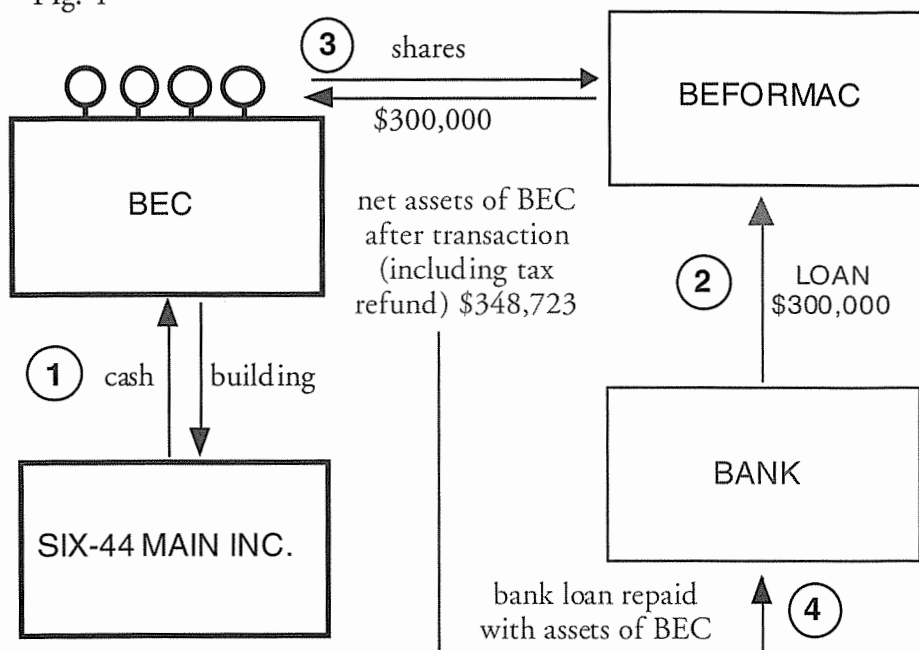 Fig. 1
3
shares
$300,000
BEFORMAC
BEC
net assets of BEC
after transaction
(including tax
refund) $348,723
2
LOAN
$300,000
1
cash
building
BANK
SIX-44 MAIN INC.
bank loan repaid
with assets of BEC
4